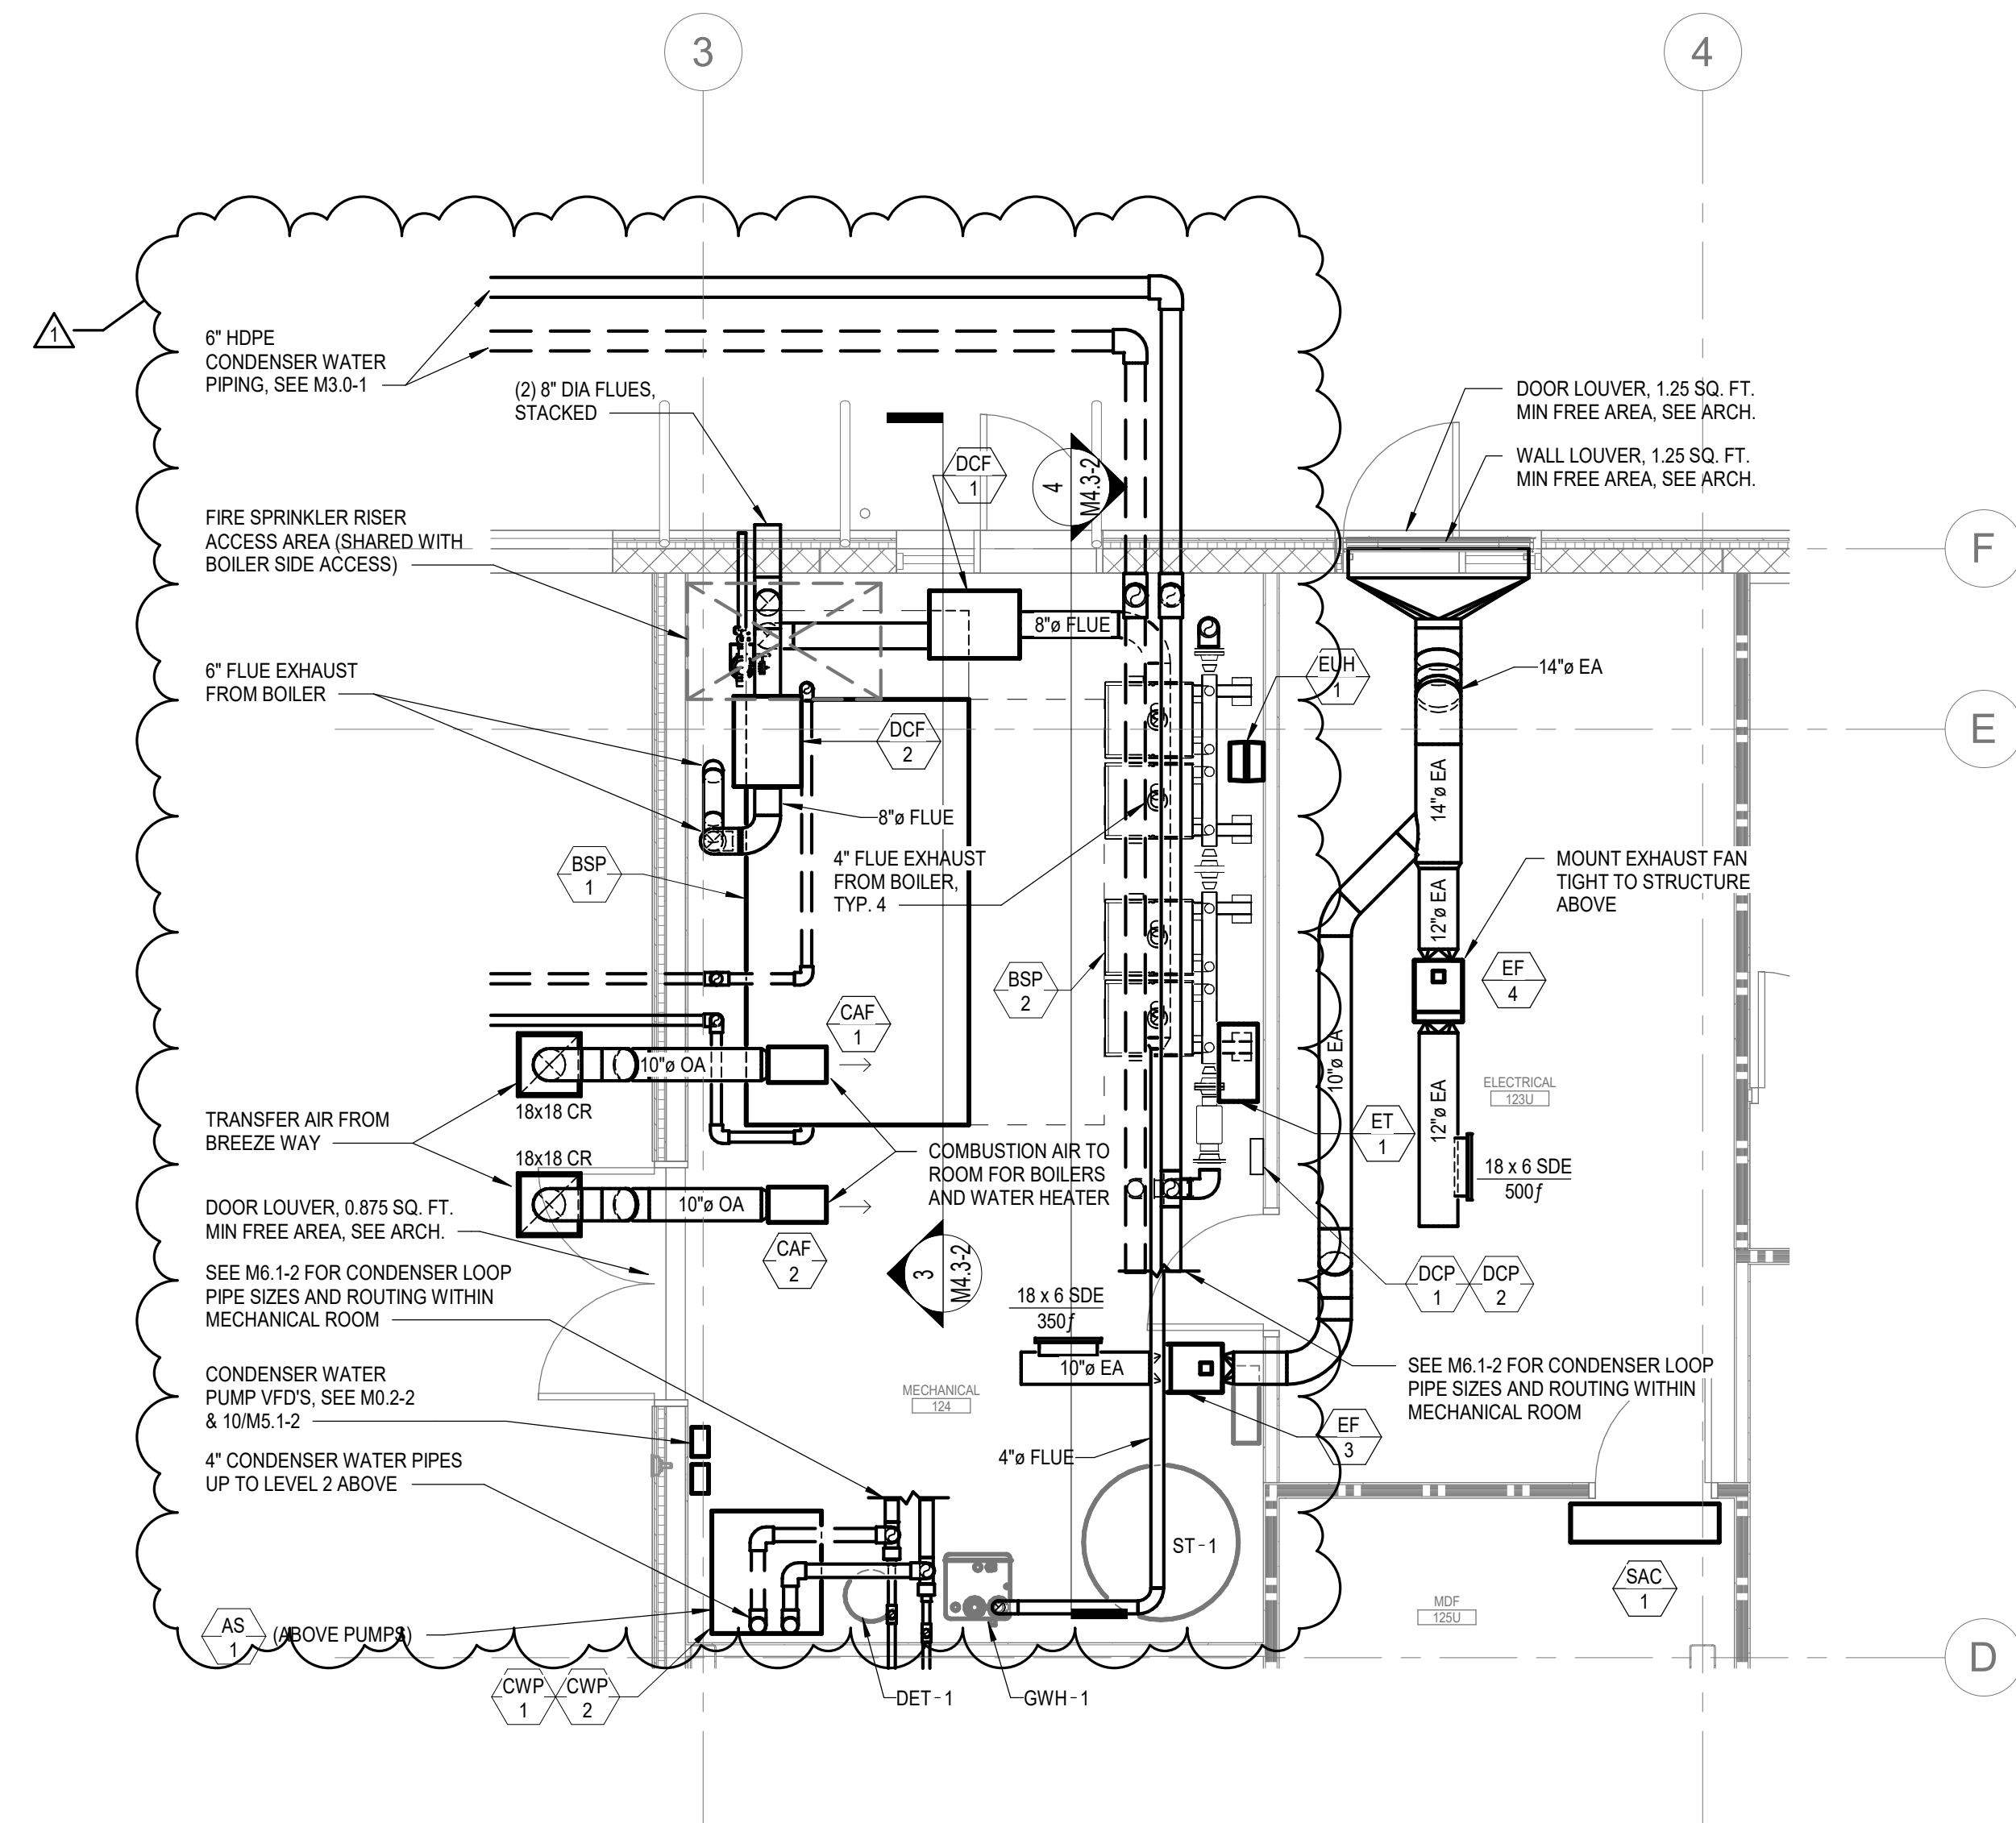 3
4
1
6" HDPE
CONDENSER WATER
PIPING, SEE M3.0-1
(2) 8" DIA FLUES,
STACKED
DCF
1
4
M4.3-2
DOOR LOUVER, 1.25 SQ. FT.
MIN FREE AREA, SEE ARCH.
WALL LOUVER, 1.25 SQ. FT.
MIN FREE AREA, SEE ARCH.
FIRE SPRINKLER RISER
ACCESS AREA (SHARED WITH
BOILER SIDE ACCESS)
F
8"ø FLUE
EUH
1
14"ø EA
6" FLUE EXHAUST
FROM BOILER
DCF
2
E
14"ø EA
8"ø FLUE
BSP
1
4" FLUE EXHAUST
FROM BOILER,
TYP. 4
MOUNT EXHAUST FAN
TIGHT TO STRUCTURE
ABOVE
12"ø EA
BSP
2
EF
4
CAF
1
10"ø OA
18x18 CR
10"ø EA
12"ø EA
ELECTRICAL
123U
TRANSFER AIR FROM
BREEZE WAY
18x18 CR
COMBUSTION AIR TO
ROOM FOR BOILERS
AND WATER HEATER
ET
1
18 x 6 SDE
500ƒ
DOOR LOUVER, 0.875 SQ. FT.
MIN FREE AREA, SEE ARCH.
10"ø OA
CAF
2
3
M4.3-2
DCP
1
DCP
2
SEE M6.1-2 FOR CONDENSER LOOP
PIPE SIZES AND ROUTING WITHIN
MECHANICAL ROOM
18 x 6 SDE
350ƒ
10"ø EA
SEE M6.1-2 FOR CONDENSER LOOP
PIPE SIZES AND ROUTING WITHIN
MECHANICAL ROOM
CONDENSER WATER
PUMP VFD'S, SEE M0.2-2
& 10/M5.1-2
MECHANICAL
124
EF
3
4" CONDENSER WATER PIPES
UP TO LEVEL 2 ABOVE
4"ø FLUE
ST-1
SAC
1
MDF
125U
AS
1
(ABOVE PUMPS)
D
CWP
1
CWP
2
DET-1
GWH-1